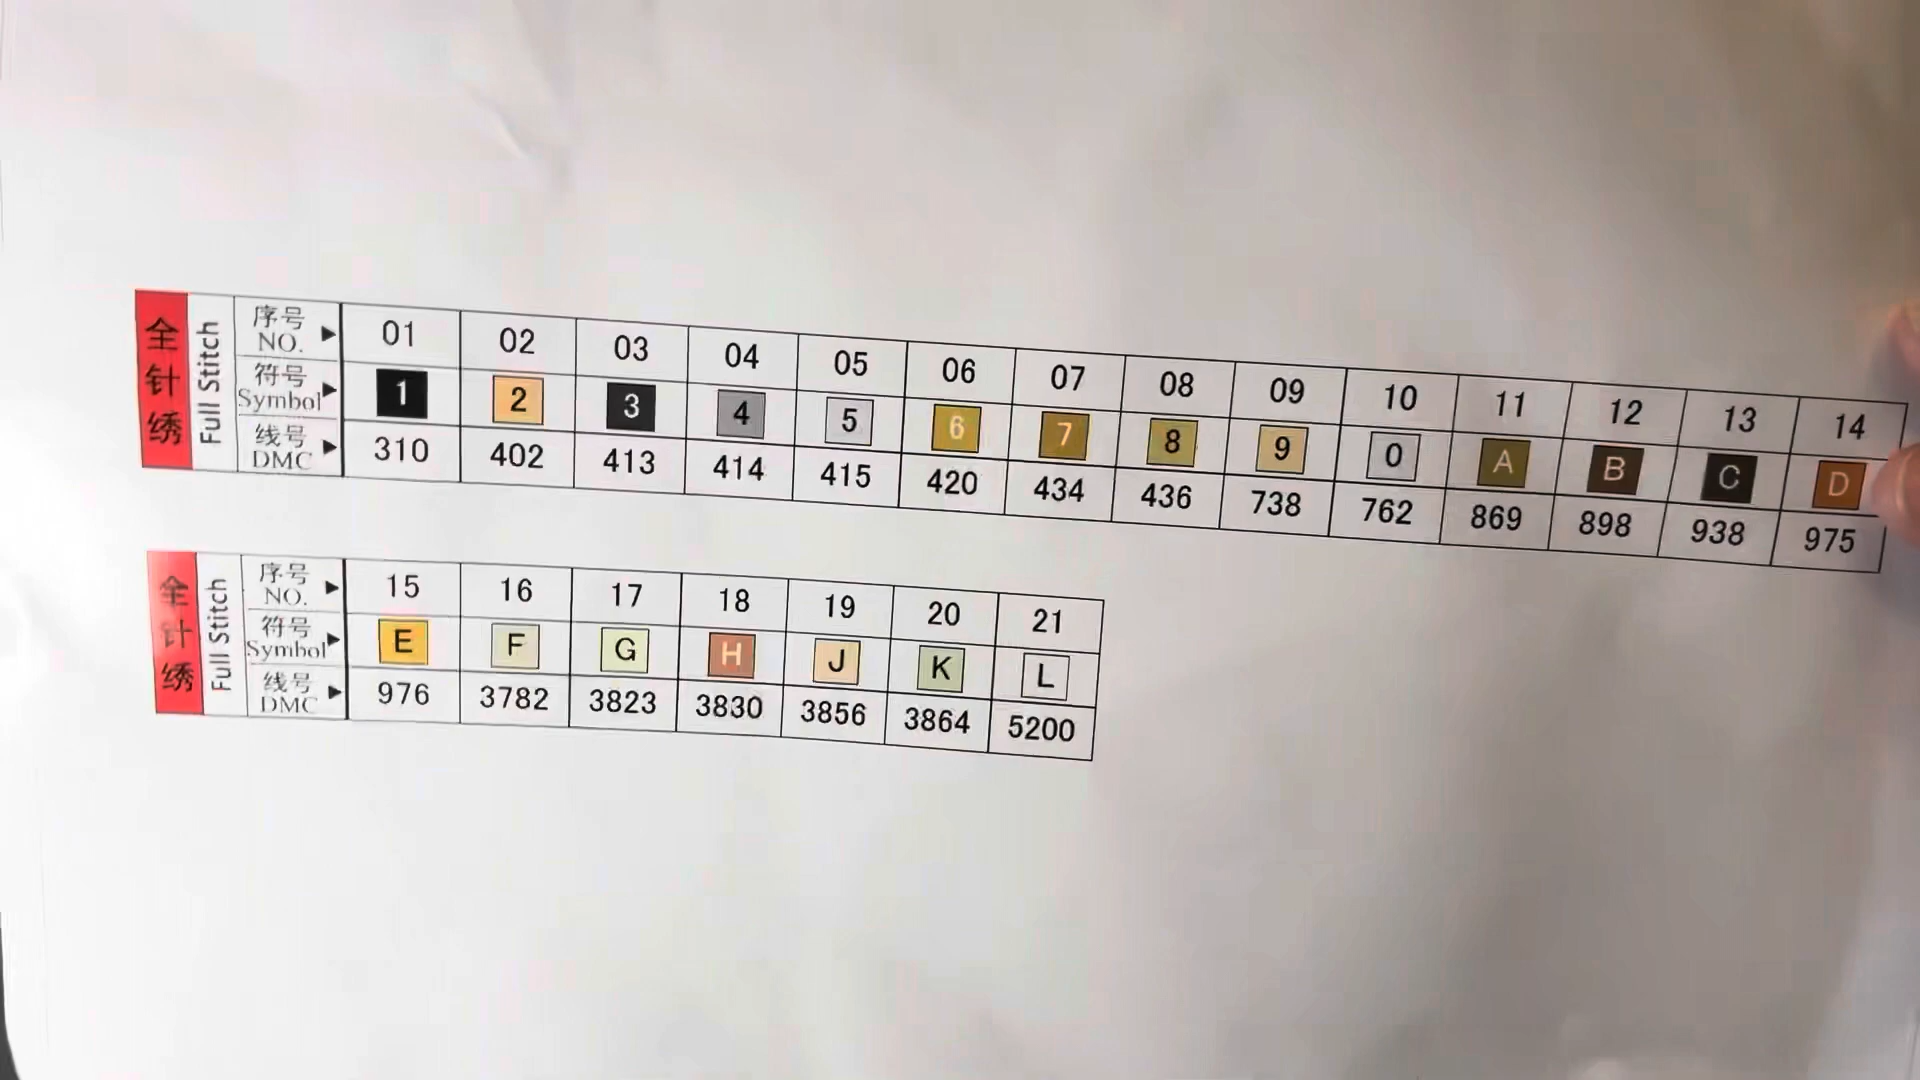 全针绣 Full Stitch
序号 NO. ▶ 01 02 03 04 05 06 07 08 09 10 11 12 13 14
符号 Symbol ▶ 1 2 3 4 5 6 7 8 9 0 A B C D
线号 DMC ▶ 310 402 413 414 415 420 434 436 738 762 869 898 938 975
全针绣 Full Stitch
序号 NO. ▶ 15 16 17 18 19 20 21
符号 Symbol ▶ E F G H J K L
线号 DMC ▶ 976 3782 3823 3830 3856 3864 5200